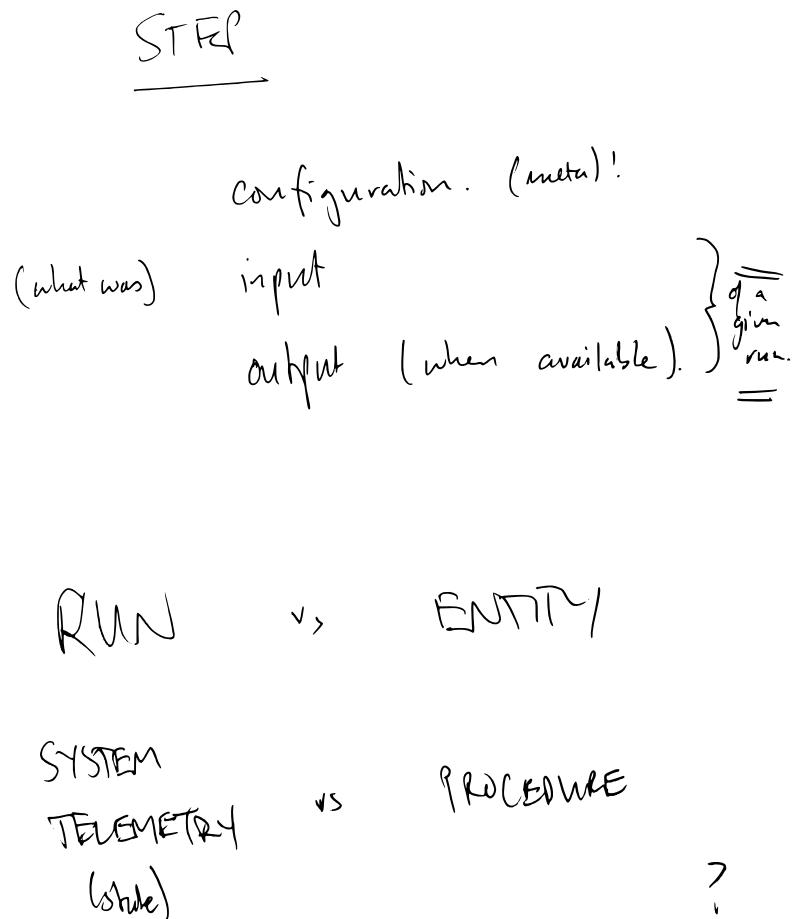 STEP
configuration. (meta)!
(what was) input
output (when available).
of a
given
run.
RUN vs ENTITY
SYSTEM
TELEMETRY vs PROCEDURE
(state)
?